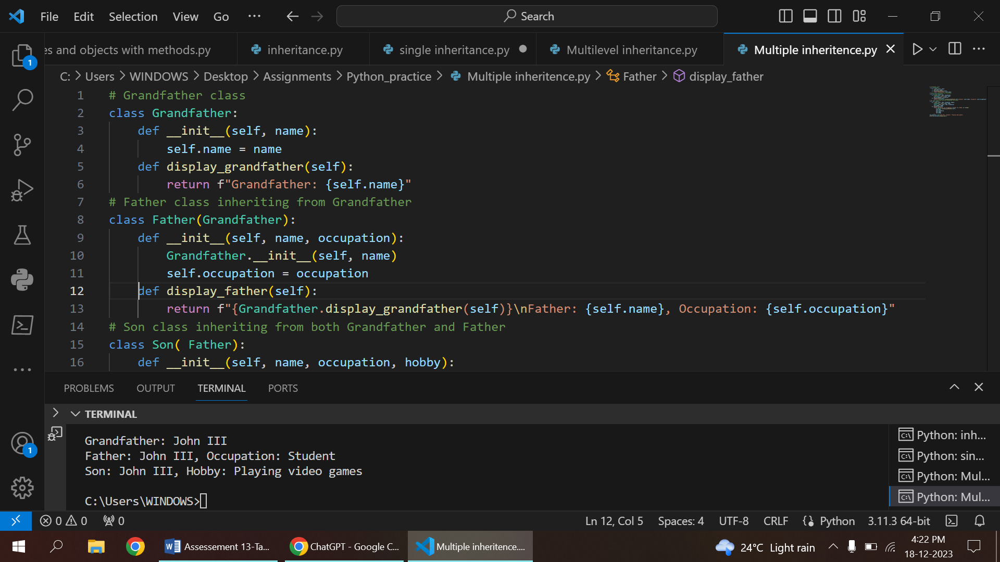 File Edit Selection View Go ··· Search
es and objects with methods.py inheritance.py single inheritance.py Multilevel inheritance.py Multiple inheritence.py
C: > Users > WINDOWS > Desktop > Assignments > Python_practice > Multiple inheritence.py > Father > display_father
1 # Grandfather class
2 class Grandfather:
3 def __init__(self, name):
4 self.name = name
5 def display_grandfather(self):
6 return f"Grandfather: {self.name}"
7 # Father class inheriting from Grandfather
8 class Father(Grandfather):
9 def __init__(self, name, occupation):
10 Grandfather.__init__(self, name)
11 self.occupation = occupation
12 def display_father(self):
13 return f"{Grandfather.display_grandfather(self)}\nFather: {self.name}, Occupation: {self.occupation}"
14 # Son class inheriting from both Grandfather and Father
15 class Son( Father):
16 def __init__(self, name, occupation, hobby):
PROBLEMS OUTPUT TERMINAL PORTS
TERMINAL
Grandfather: John III
Father: John III, Occupation: Student
Son: John III, Hobby: Playing video games
C:\Users\WINDOWS>
Python: inh...
Python: sin...
Python: Mul...
Python: Mul...
1
1
0 0 0 Ln 12, Col 5 Spaces: 4 UTF-8 CRLF Python 3.11.3 64-bit
Assessement 13-Ta... ChatGPT - Google C... Multiple inheritence.... 24°C Light rain 4:22 PM
18-12-2023